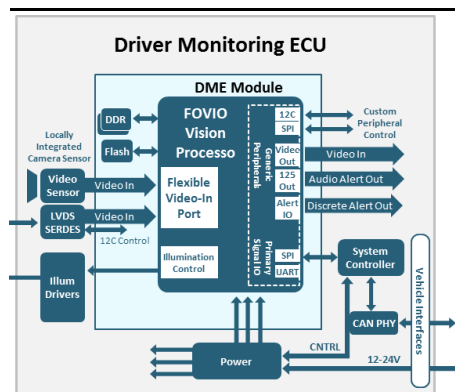 Driver Monitoring ECU
DME Module
DDR
Flash
FOVIO
Vision
Processo
Locally
Integrated
Camera Sensor
Video
Sensor
Video In
LVDS
SERDES
Video In
12C Control
Flexible
Video-In
Port
Illumination
Control
Illum
Drivers
Generic
Peripherak
12C
SPI
Video
Out
125
Out
Alert
IO
Primary
Signal IO
SPI
UART
Custom
Peripheral
Control
Video In
Audio Alert Out
Discrete Alert Out
System
Controller
CAN PHY
Vehicle Interfaces
Power
CNTRL
12-24V